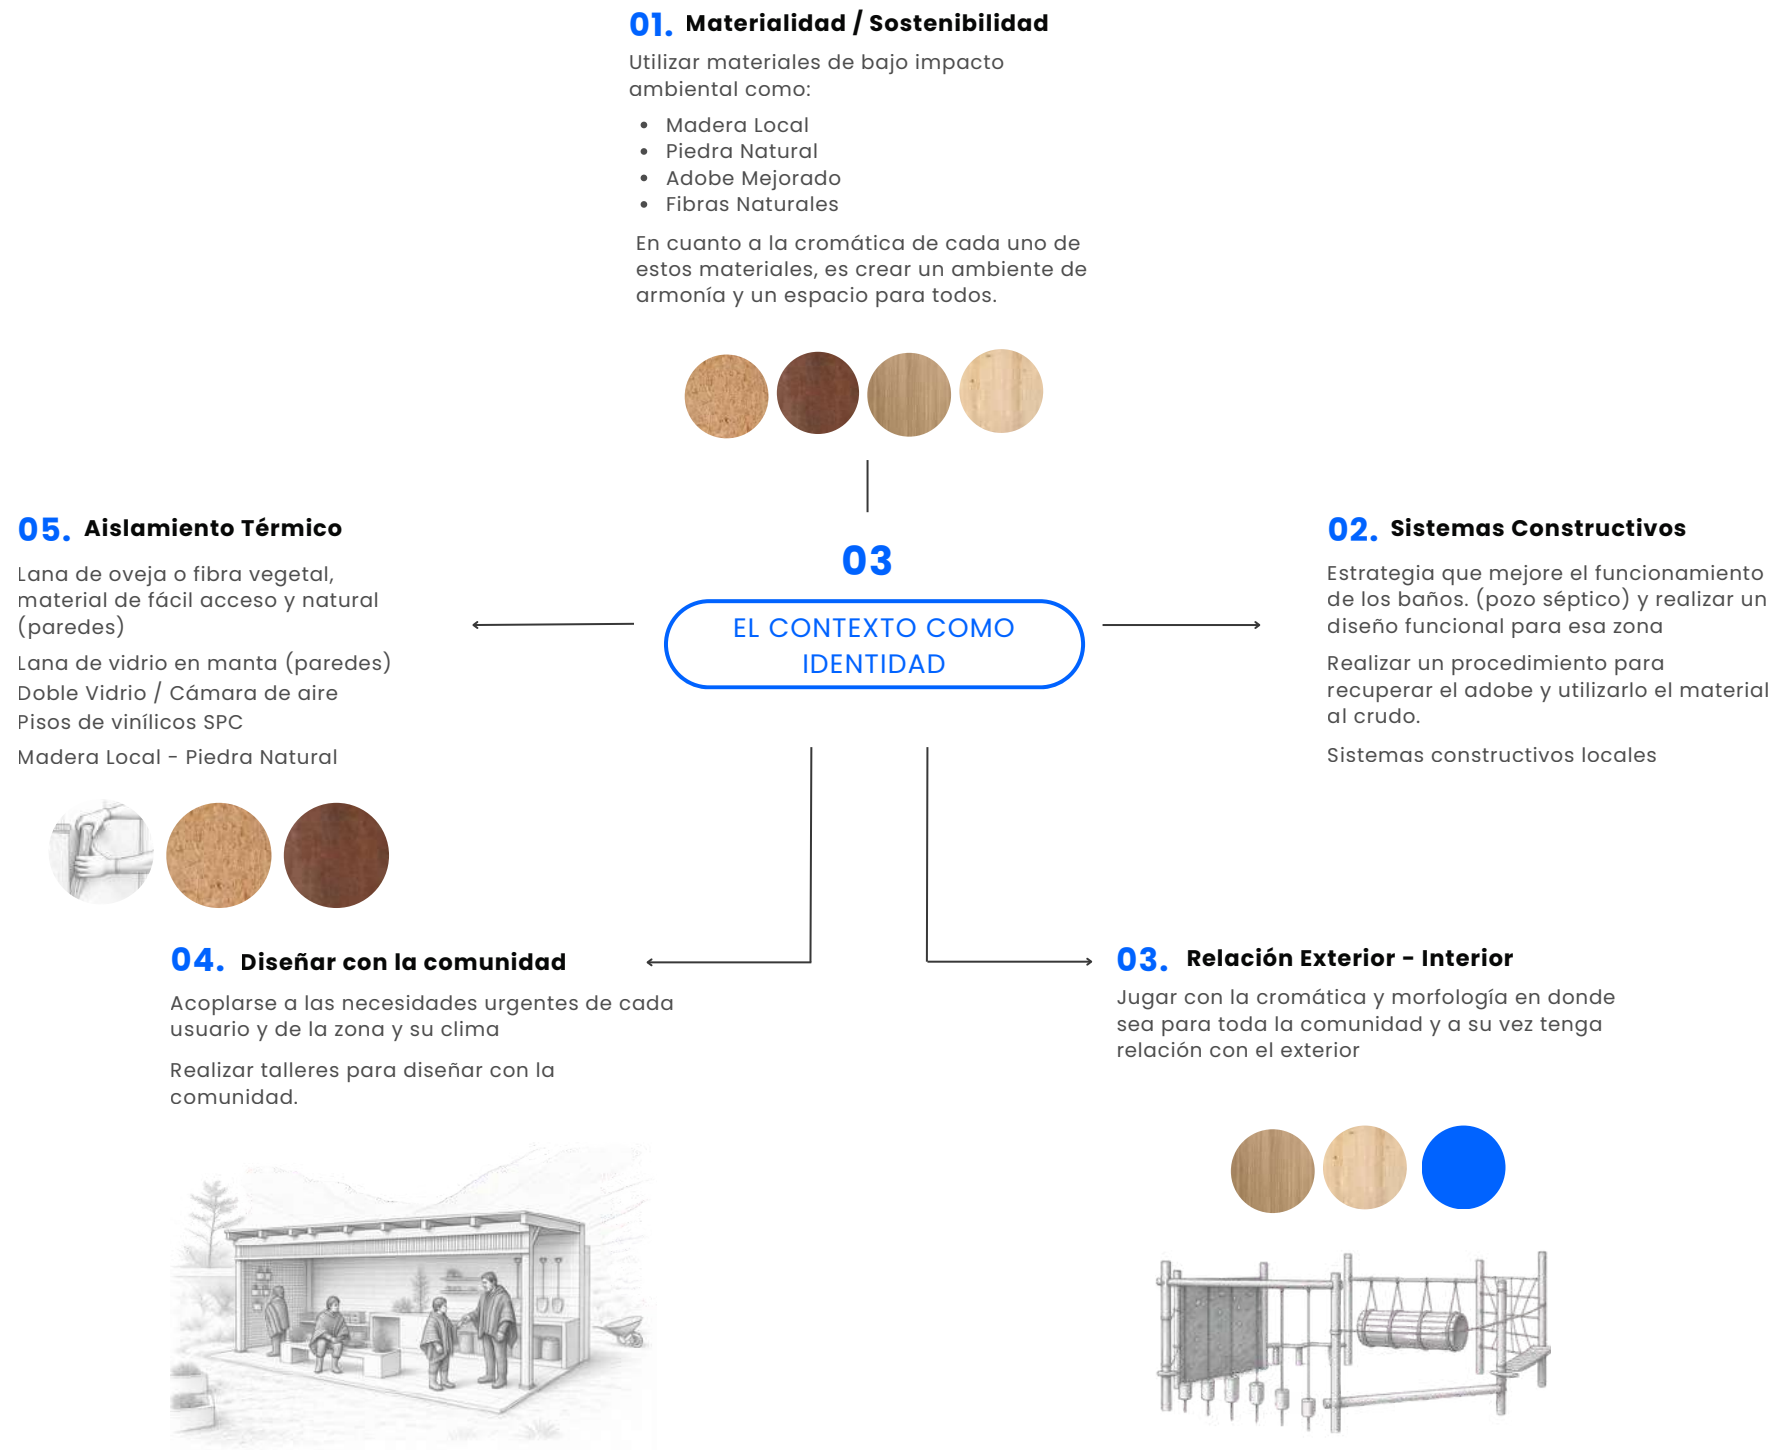 01. Materialidad / Sostenibilidad
Utilizar materiales de bajo impacto
ambiental como:
• Madera Local
• Piedra Natural
• Adobe Mejorado
• Fibras Naturales
En cuanto a la cromática de cada uno de
estos materiales, es crear un ambiente de
armonía y un espacio para todos.
03
EL CONTEXTO COMO
IDENTIDAD
02. Sistemas Constructivos
Estrategia que mejore el funcionamiento
de los baños. (pozo séptico) y realizar un
diseño funcional para esa zona
Realizar un procedimiento para
recuperar el adobe y utilizarlo el material
al crudo.
Sistemas constructivos locales
03. Relación Exterior - Interior
Jugar con la cromática y morfología en donde
sea para toda la comunidad y a su vez tenga
relación con el exterior
04. Diseñar con la comunidad
Acoplarse a las necesidades urgentes de cada
usuario y de la zona y su clima
Realizar talleres para diseñar con la
comunidad.
05. Aislamiento Térmico
Lana de oveja o fibra vegetal,
material de fácil acceso y natural
(paredes)
Lana de vidrio en manta (paredes)
Doble Vidrio / Cámara de aire
Pisos de vinílicos SPC
Madera Local - Piedra Natural